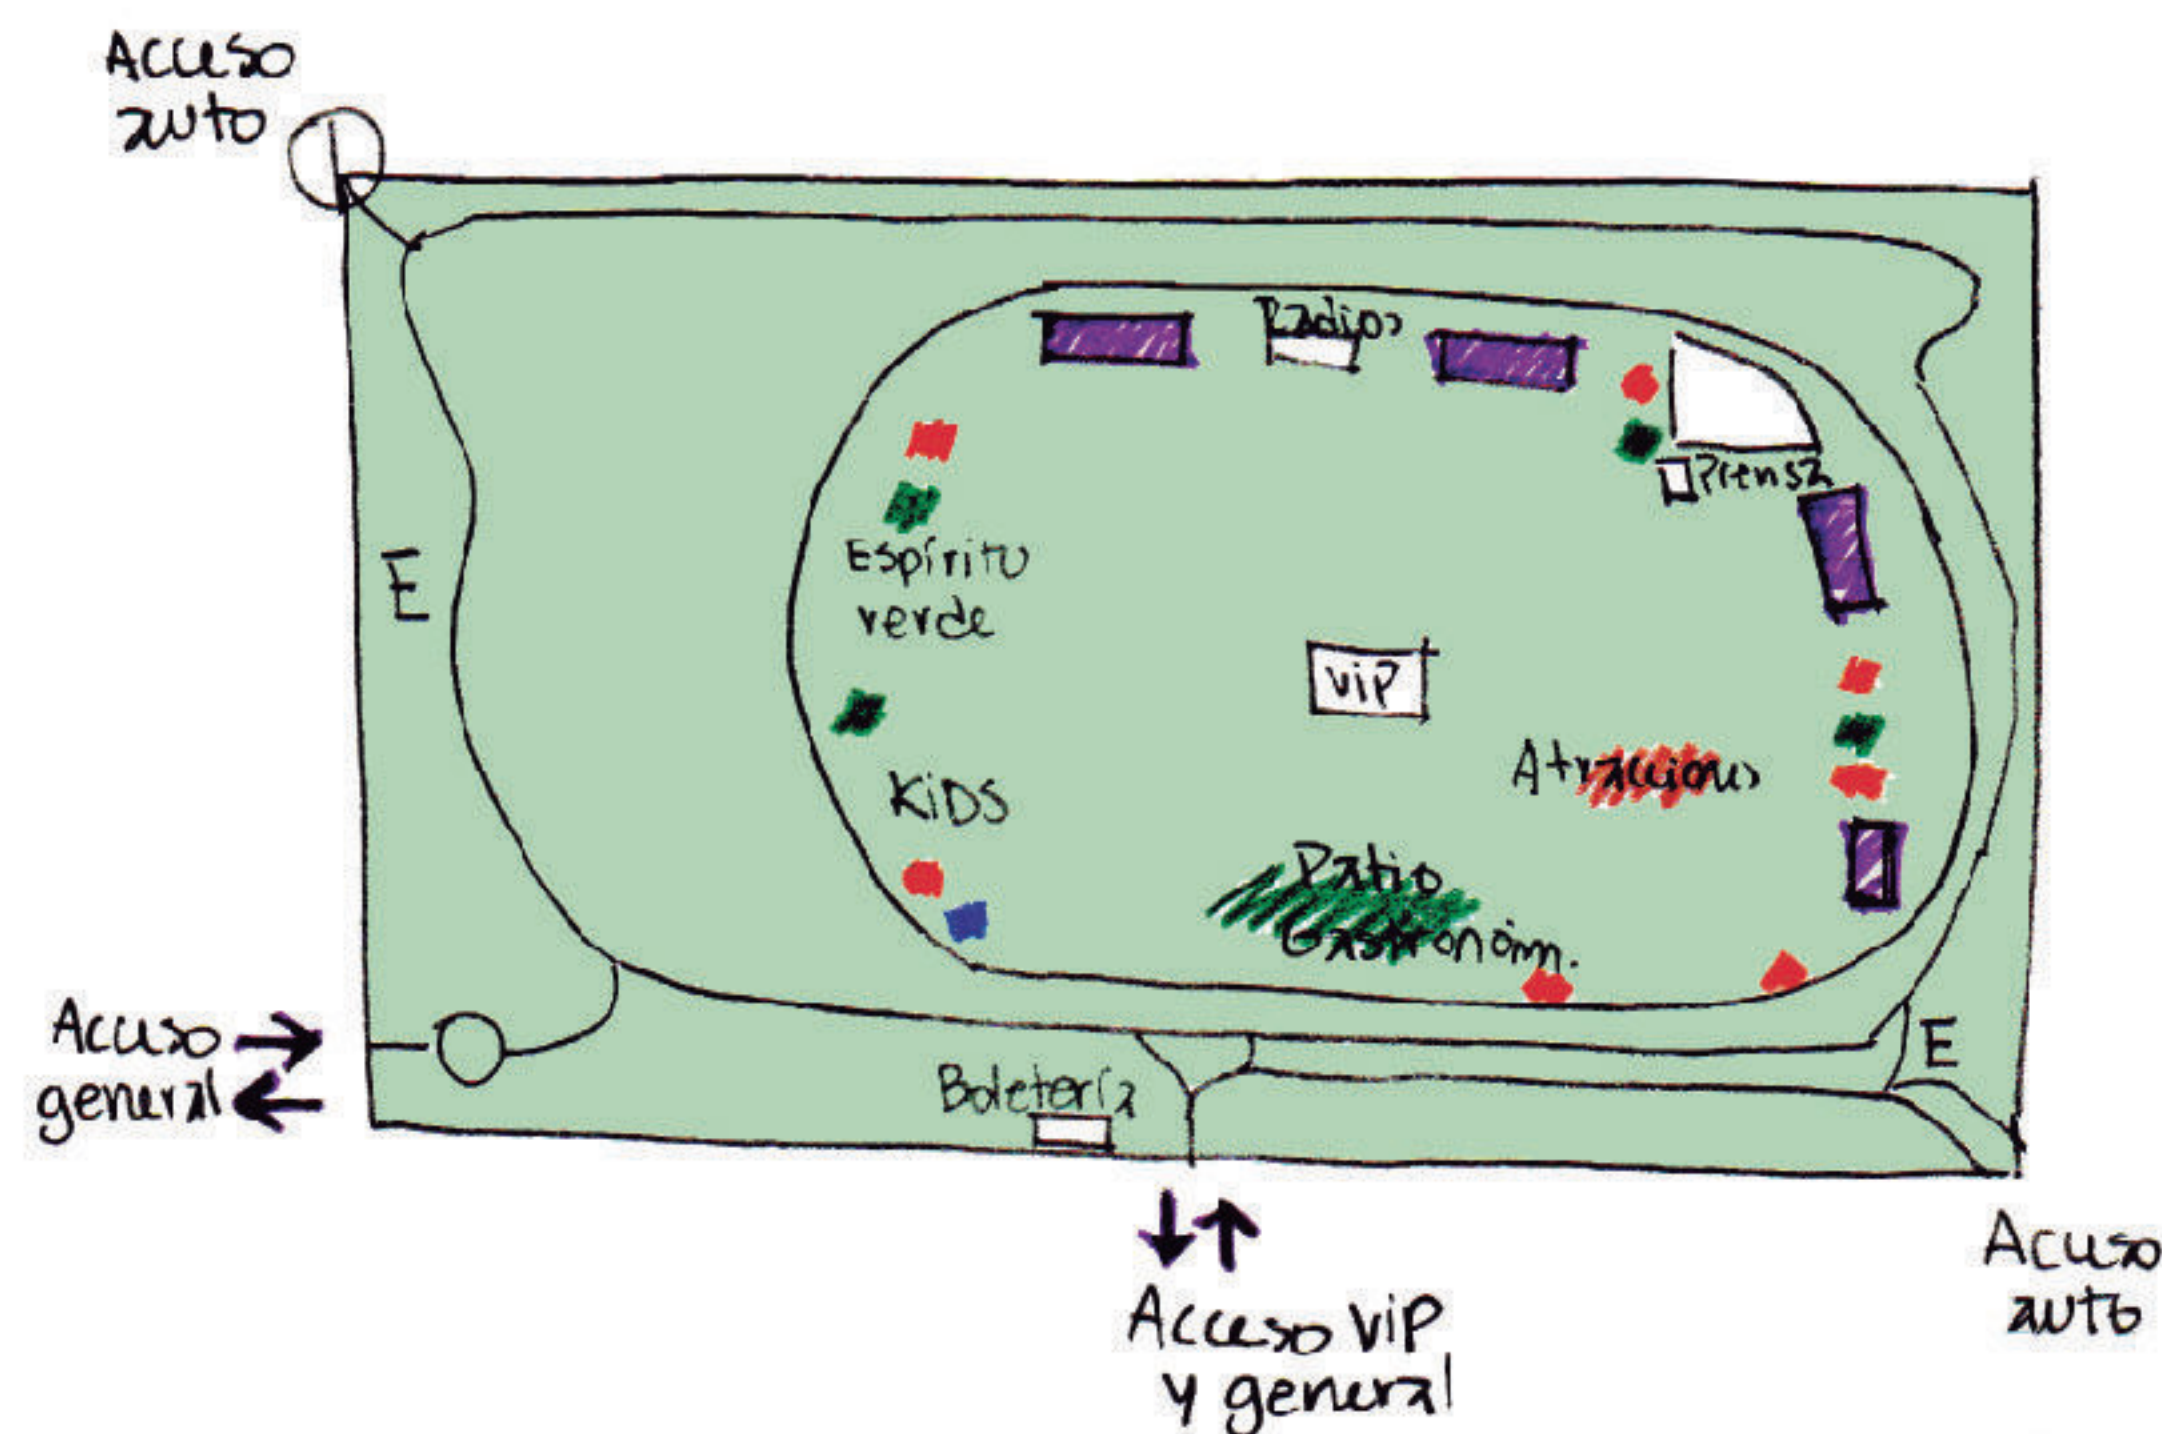 Acceso
auto
Radios
Prensa
Espíritu
verde
E
VIP
Atracciones
KiDS
Patio
Gastronóm.
Acceso
general
Boletería
E
Acceso
auto
Acceso VIP
y general